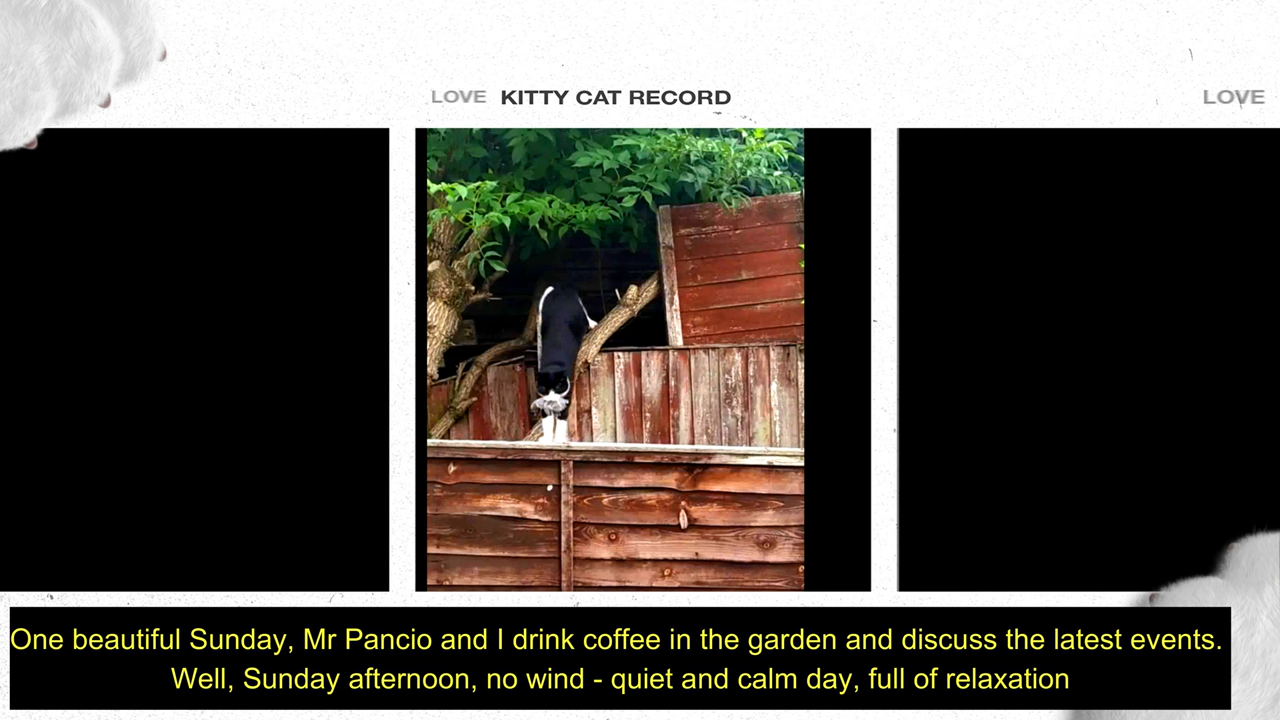 LOVE KITTY CAT RECORD LOVE
One beautiful Sunday, Mr Pancio and I drink coffee in the garden and discuss the latest events.
Well, Sunday afternoon, no wind - quiet and calm day, full of relaxation